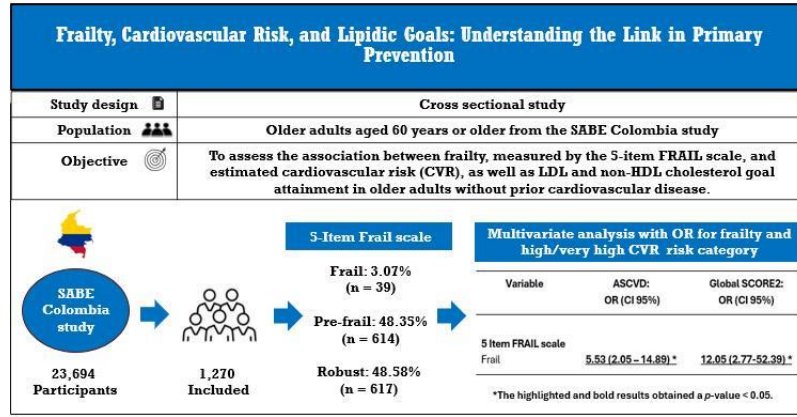 Frailty, Cardiovascular Risk, and Lipidic Goals: Understanding the Link in Primary
Prevention
Study design
Cross sectional study
Population
Older adults aged 60 years or older from the SABE Colombia study
Objective
To assess the association between frailty, measured by the 5-item FRAIL scale, and
estimated cardiovascular risk (CVR), as well as LDL and non-HDL cholesterol goal
attainment in older adults without prior cardiovascular disease.
SABE
Colombia
study
23,694
Participants
1,270
Included
5-Item Frail scale
Frail: 3.07%
(n = 39)
Pre-frail: 48.35%
(n = 614)
Robust: 48.58%
(n = 617)
Multivariate analysis with OR for frailty and
high/very high CVR risk category
Variable
ASCVD:
OR (CI 95%)
Global SCORE2:
OR (CI 95%)
5 Item FRAIL scale
Frail
5.53 (2.05 – 14.89) *
12.05 (2.77-52.39) *
*The highlighted and bold results obtained a p-value < 0.05.